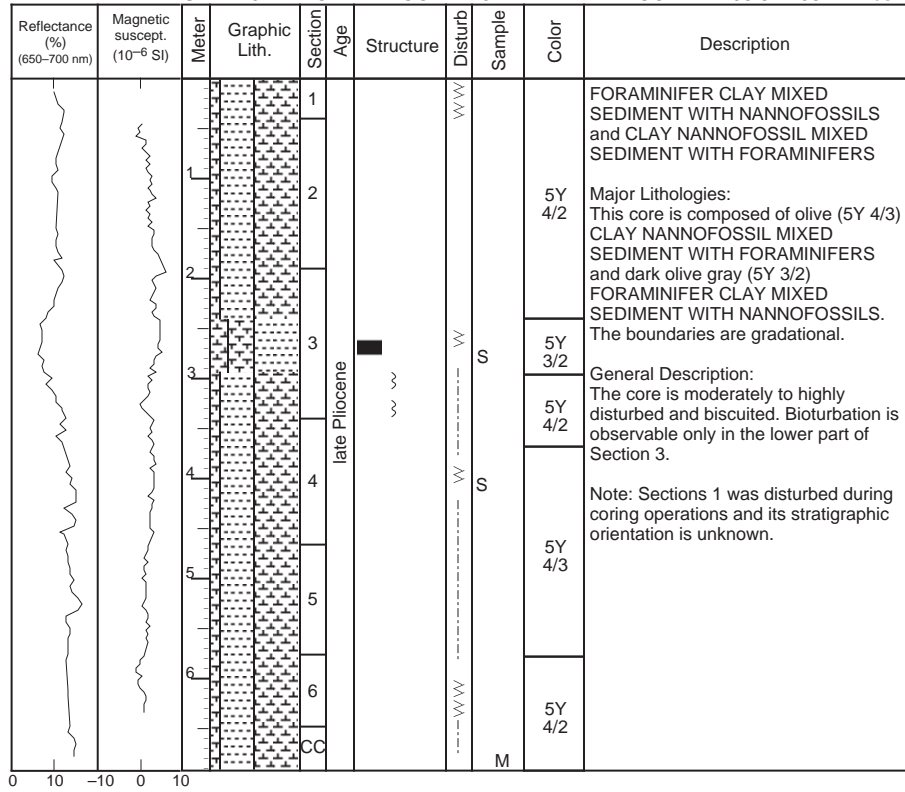 Reflectance
(%)
(650–700 nm)
Magnetic
suscept.
(10–6 SI)
Meter
Graphic
Lith.
Section
Age
Structure
Disturb
Sample
Color
Description
1
2
3
4
5
6
1
2
3
4
5
6
CC
late Pliocene
S
S
M
5Y
4/2
5Y
3/2
5Y
4/2
5Y
4/3
5Y
4/2
FORAMINIFER CLAY MIXED
SEDIMENT WITH NANNOFOSSILS
and CLAY NANNOFOSSIL MIXED
SEDIMENT WITH FORAMINIFERS
Major Lithologies:
This core is composed of olive (5Y 4/3)
CLAY NANNOFOSSIL MIXED
SEDIMENT WITH FORAMINIFERS
and dark olive gray (5Y 3/2)
FORAMINIFER CLAY MIXED
SEDIMENT WITH NANNOFOSSILS.
The boundaries are gradational.
General Description:
The core is moderately to highly
disturbed and biscuited. Bioturbation is
observable only in the lower part of
Section 3.
Note: Sections 1 was disturbed during
coring operations and its stratigraphic
orientation is unknown.
0 10 –10 0 10